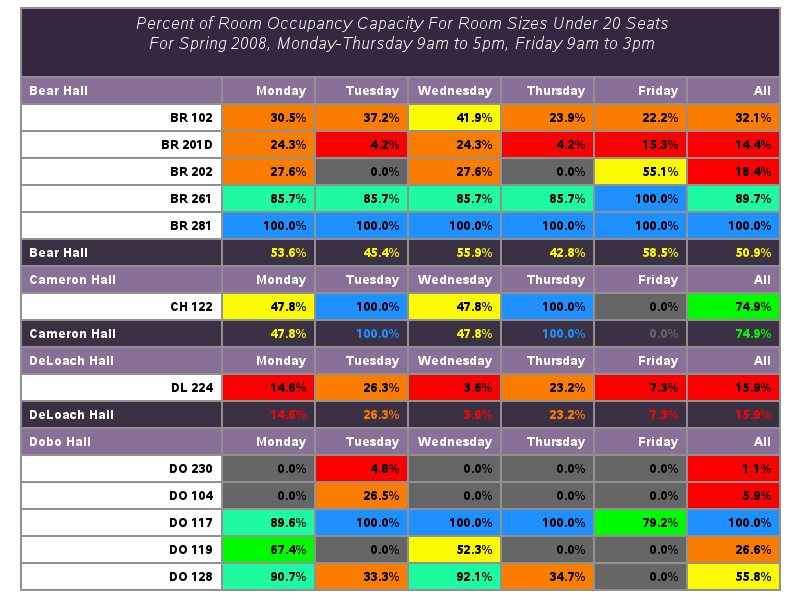 Percent of Room Occupancy Capacity For Room Sizes Under 20 Seats
For Spring 2008, Monday-Thursday 9am to 5pm, Friday 9am to 3pm
Bear Hall Monday Tuesday Wednesday Thursday Friday All
BR 102 30.5% 37.2% 41.9% 23.9% 22.2% 32.1%
BR 201D 24.3% 4.2% 24.3% 4.2% 15.3% 14.4%
BR 202 27.6% 0.0% 27.6% 0.0% 55.1% 18.4%
BR 261 85.7% 85.7% 85.7% 85.7% 100.0% 89.7%
BR 281 100.0% 100.0% 100.0% 100.0% 100.0% 100.0%
Bear Hall 53.6% 45.4% 55.9% 42.8% 58.5% 50.9%
Cameron Hall Monday Tuesday Wednesday Thursday Friday All
CH 122 47.8% 100.0% 47.8% 100.0% 0.0% 74.9%
Cameron Hall 47.8% 100.0% 47.8% 100.0% 0.0% 74.9%
DeLoach Hall Monday Tuesday Wednesday Thursday Friday All
DL 224 14.6% 26.3% 3.6% 23.2% 7.3% 15.9%
DeLoach Hall 14.6% 26.3% 3.6% 23.2% 7.3% 15.9%
Dobo Hall Monday Tuesday Wednesday Thursday Friday All
DO 230 0.0% 4.8% 0.0% 0.0% 0.0% 1.1%
DO 104 0.0% 26.5% 0.0% 0.0% 0.0% 5.9%
DO 117 89.6% 100.0% 100.0% 100.0% 79.2% 100.0%
DO 119 67.4% 0.0% 52.3% 0.0% 0.0% 26.6%
DO 128 90.7% 33.3% 92.1% 34.7% 0.0% 55.8%